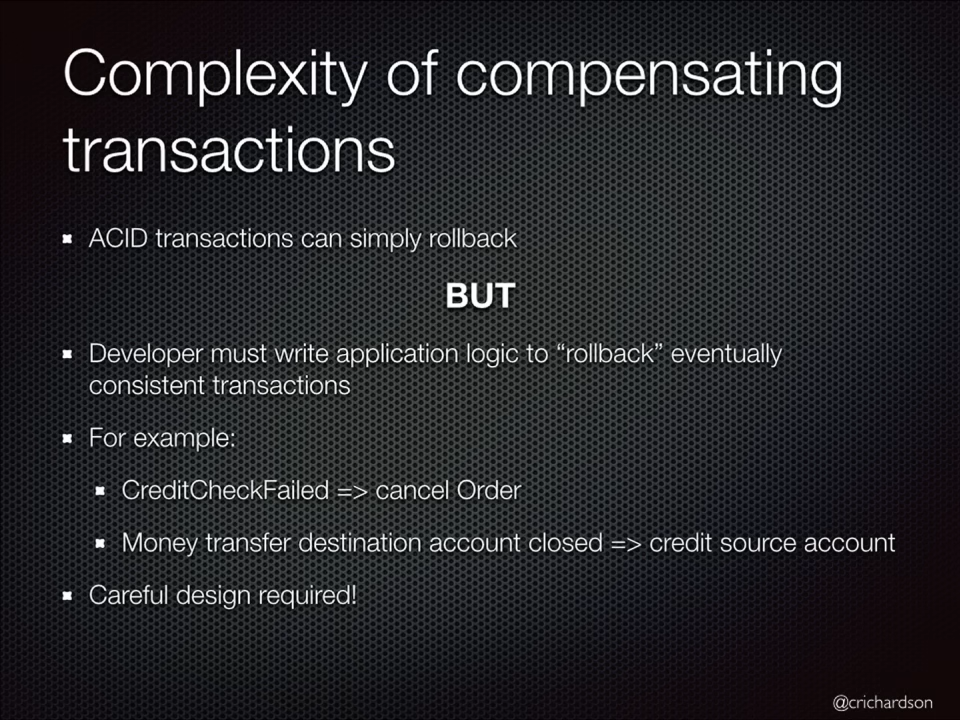 Complexity of compensating
transactions
ACID transactions can simply rollback
BUT
Developer must write application logic to “rollback” eventually
consistent transactions
For example:
CreditCheckFailed => cancel Order
Money transfer destination account closed => credit source account
Careful design required!
@crichardson